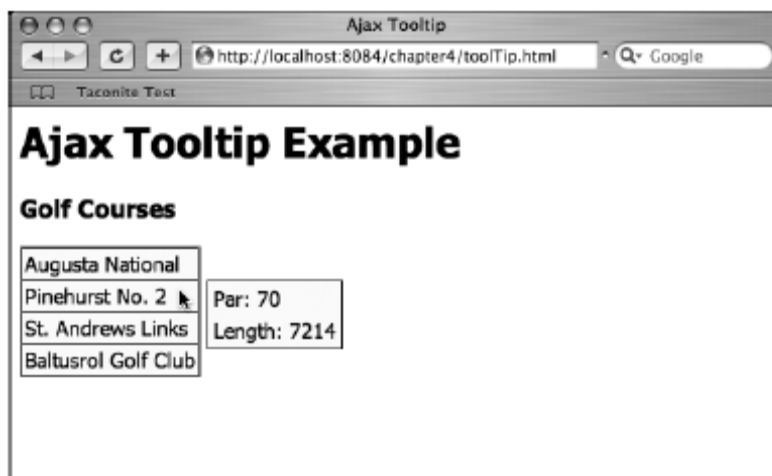 Ajax Tooltip
http://localhost:8084/chapter4/toolTip.html
Google
Taconite Test
Ajax Tooltip Example
Golf Courses
Augusta National
Pinehurst No. 2
Par: 70
St. Andrews Links
Length: 7214
Baltusrol Golf Club